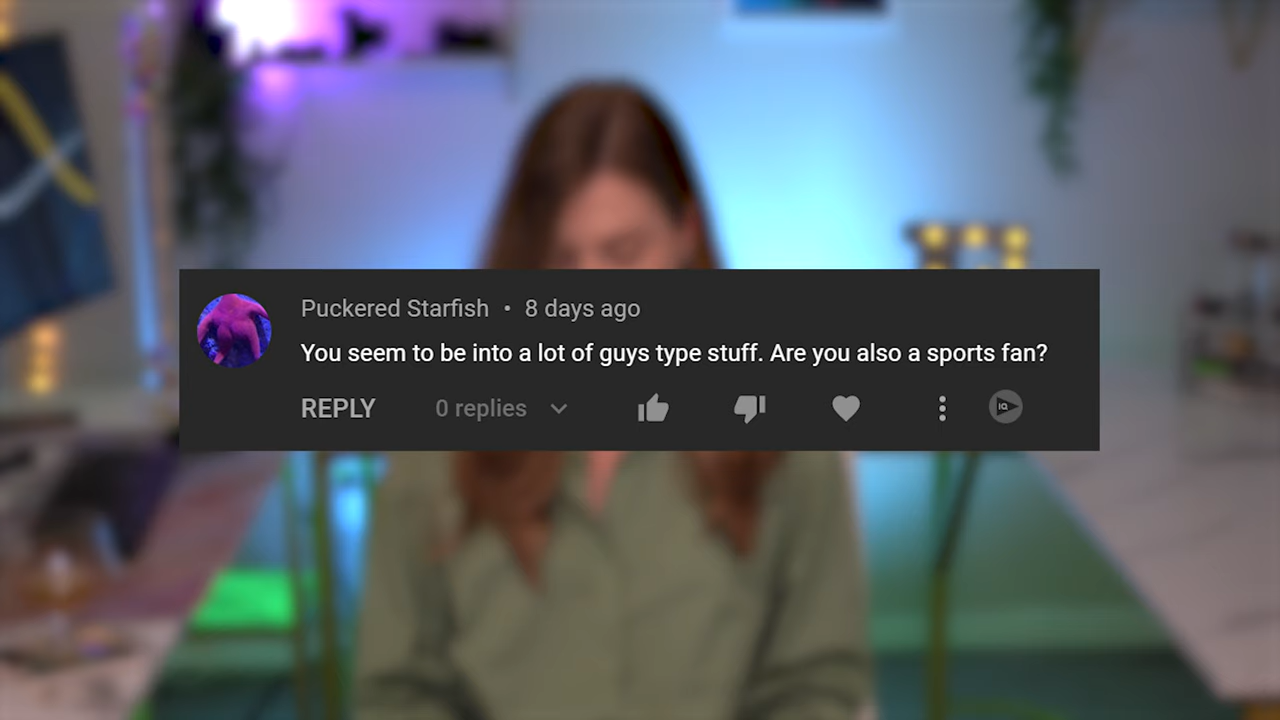 Puckered Starfish • 8 days ago
You seem to be into a lot of guys type stuff. Are you also a sports fan?
REPLY 0 replies
IQ